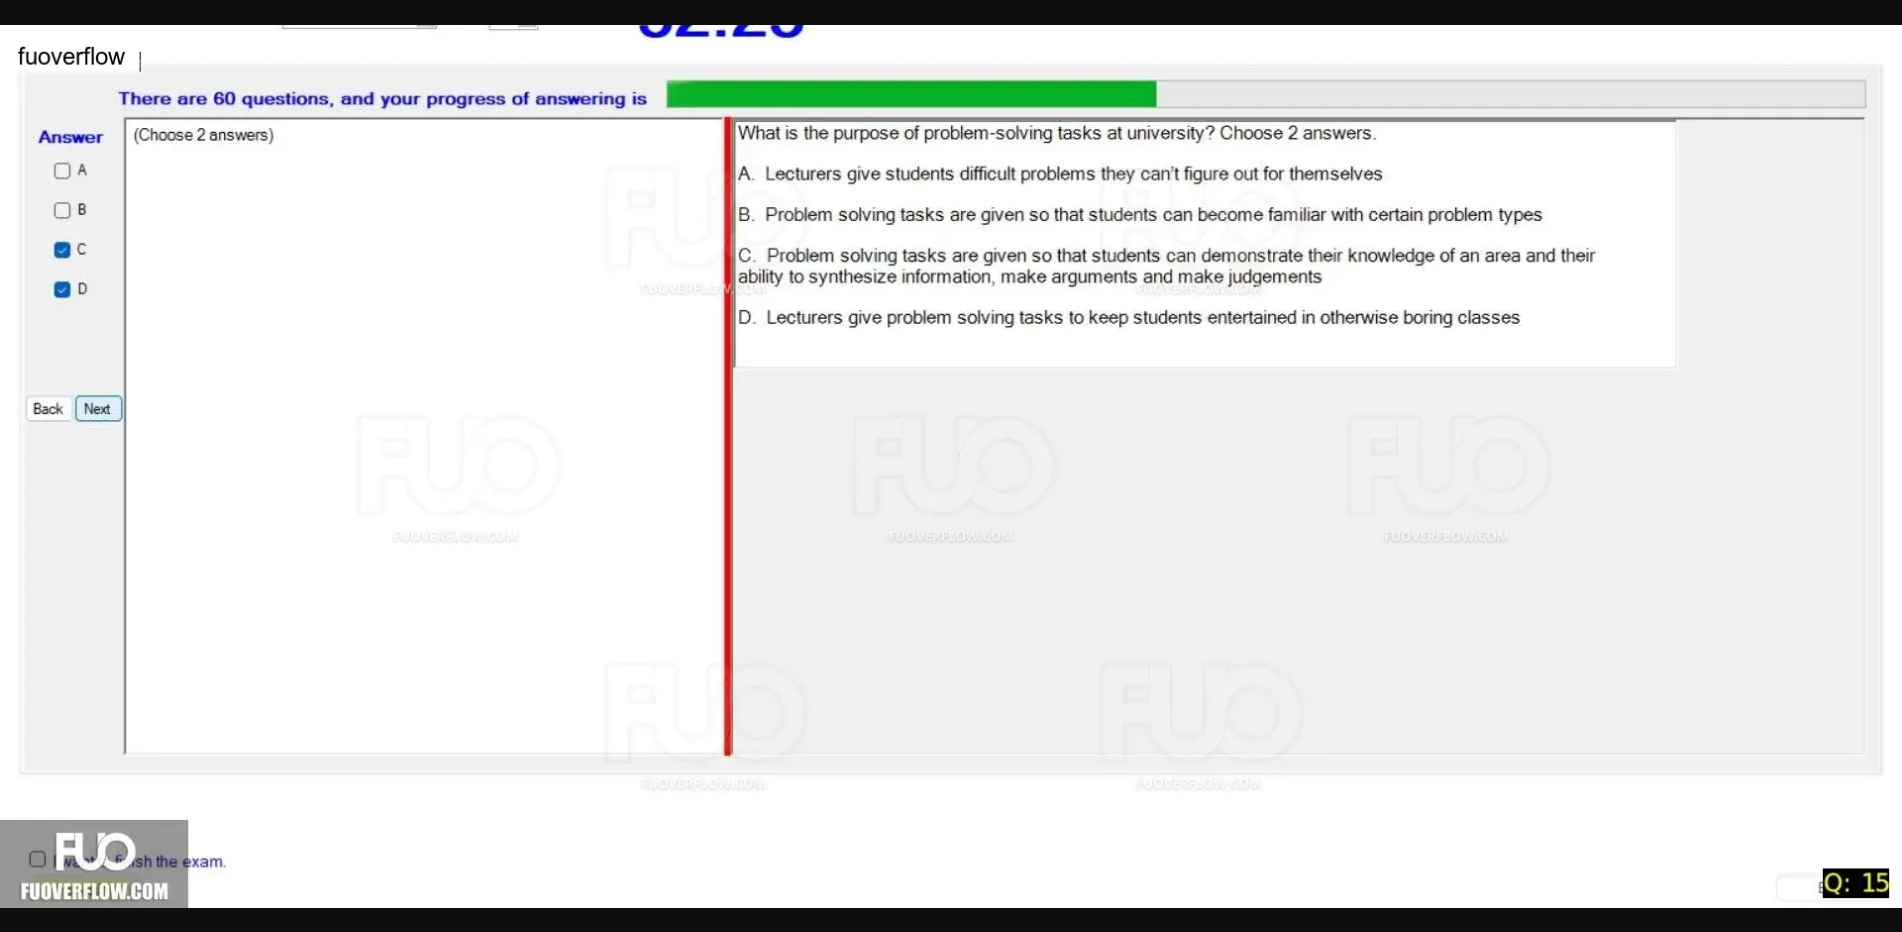 fuoverflow
There are 60 questions, and your progress of answering is
Answer
(Choose 2 answers)
A
B
C
D
Back
Next
What is the purpose of problem-solving tasks at university? Choose 2 answers.
A. Lecturers give students difficult problems they can't figure out for themselves
B. Problem solving tasks are given so that students can become familiar with certain problem types
C. Problem solving tasks are given so that students can demonstrate their knowledge of an area and their
ability to synthesize information, make arguments and make judgements
D. Lecturers give problem solving tasks to keep students entertained in otherwise boring classes
FUO
FUOVERFLOW.COM
FUO
FUOVERFLOW.COM
FUO
FUOVERFLOW.COM
FUO
FUOVERFLOW.COM
FUO
FUOVERFLOW.COM
FUO
FUOVERFLOW.COM
FUO
FUOVERFLOW.COM
the exam.
FUO
FUOVERFLOW.COM
Q: 15